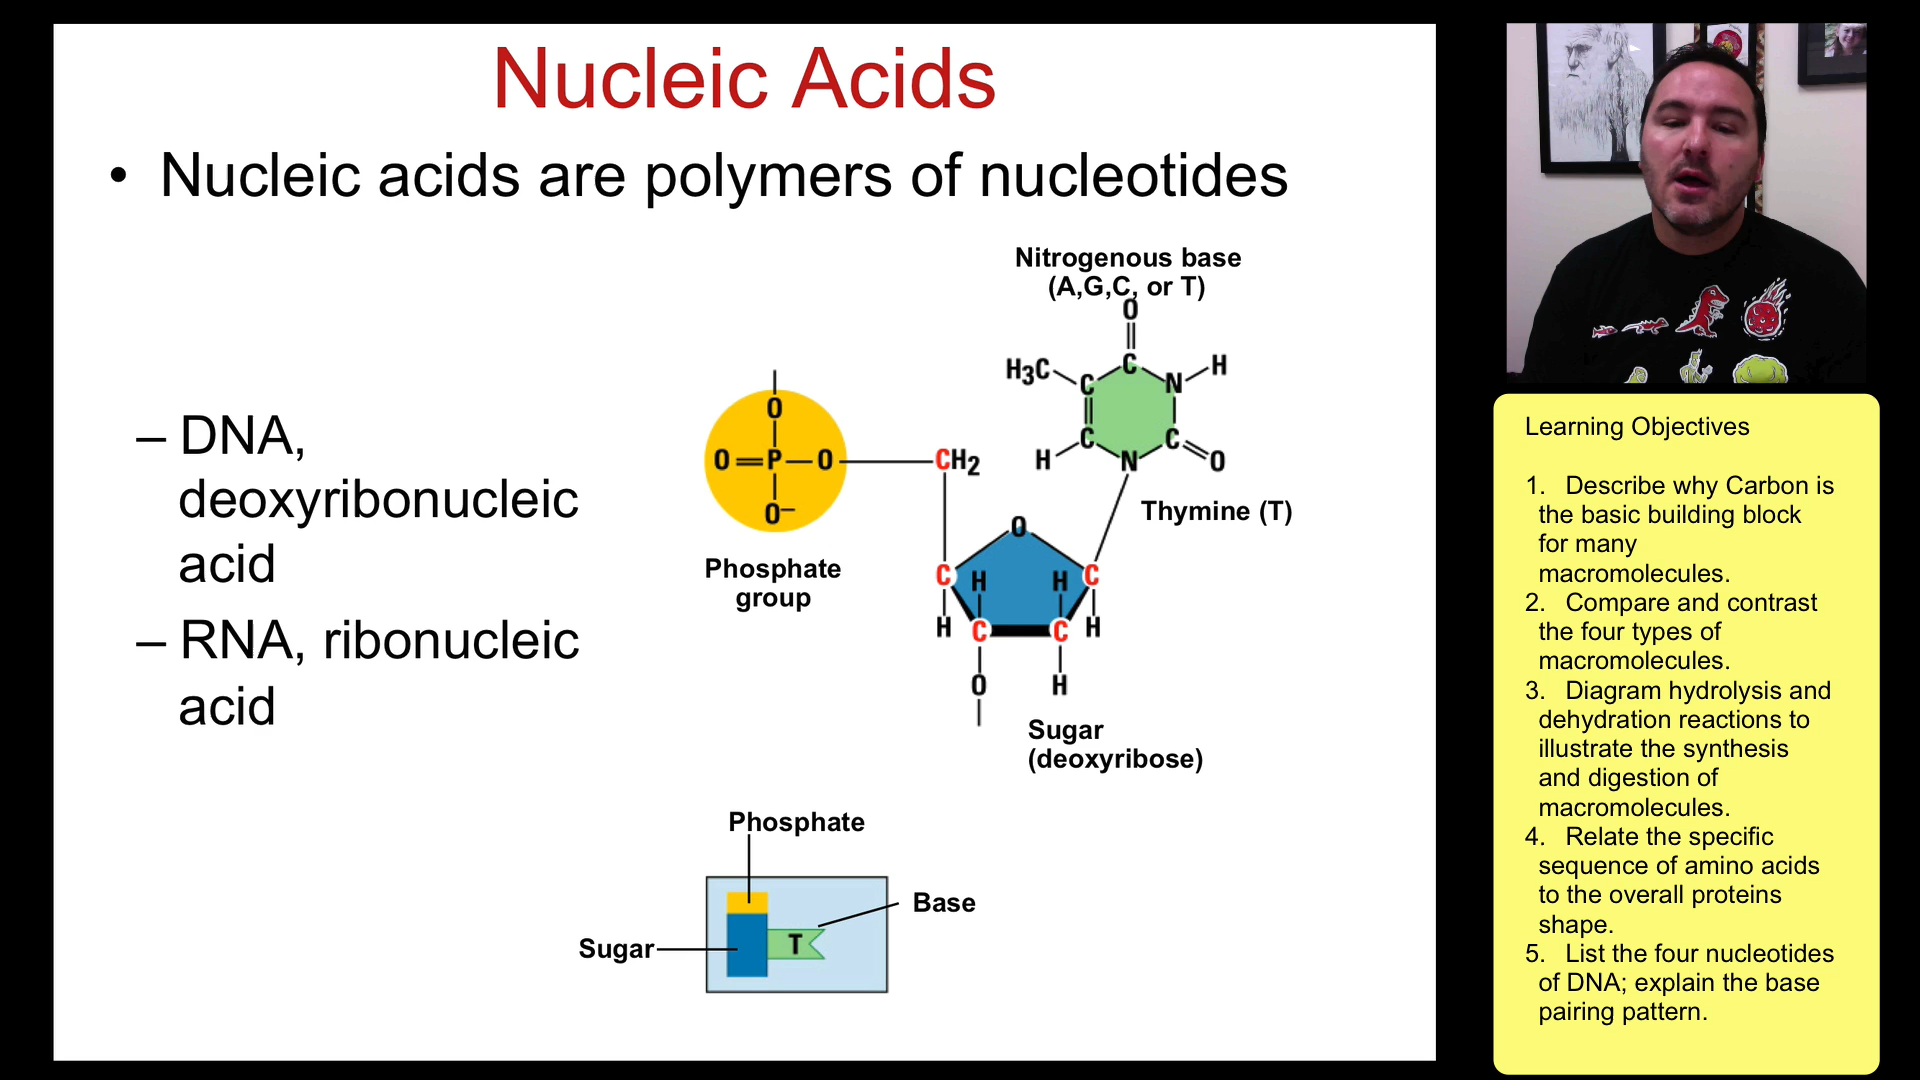 Nucleic Acids
• Nucleic acids are polymers of nucleotides
– DNA,
deoxyribonucleic
acid
– RNA, ribonucleic
acid
Nitrogenous base
(A,G,C, or T)
O
H3C
C
C
N
H
C
C
O
H
N
Thymine (T)
O
O
P
O
CH2
O–
Phosphate
group
O
C
H
H
C
H
C
C
H
O
H
Sugar
(deoxyribose)
Phosphate
Base
T
Sugar
Learning Objectives
1. Describe why Carbon is
the basic building block
for many
macromolecules.
2. Compare and contrast
the four types of
macromolecules.
3. Diagram hydrolysis and
dehydration reactions to
illustrate the synthesis
and digestion of
macromolecules.
4. Relate the specific
sequence of amino acids
to the overall proteins
shape.
5. List the four nucleotides
of DNA; explain the base
pairing pattern.